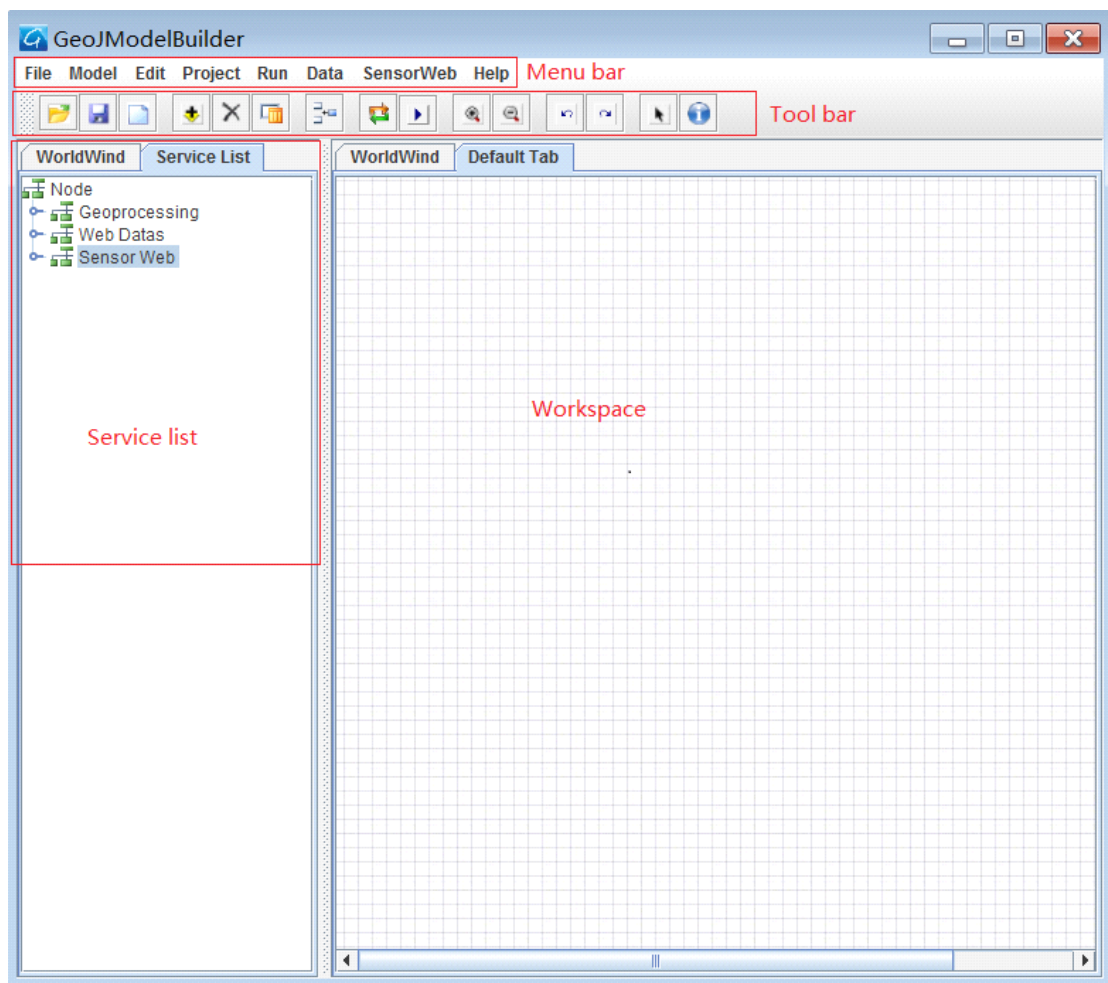 GeoJModelBuilder
File Model Edit Project Run Data SensorWeb Help Menu bar
Tool bar
WorldWind Service List WorldWind Default Tab
Node
Geoprocessing
Web Datas
Sensor Web
Workspace
Service list